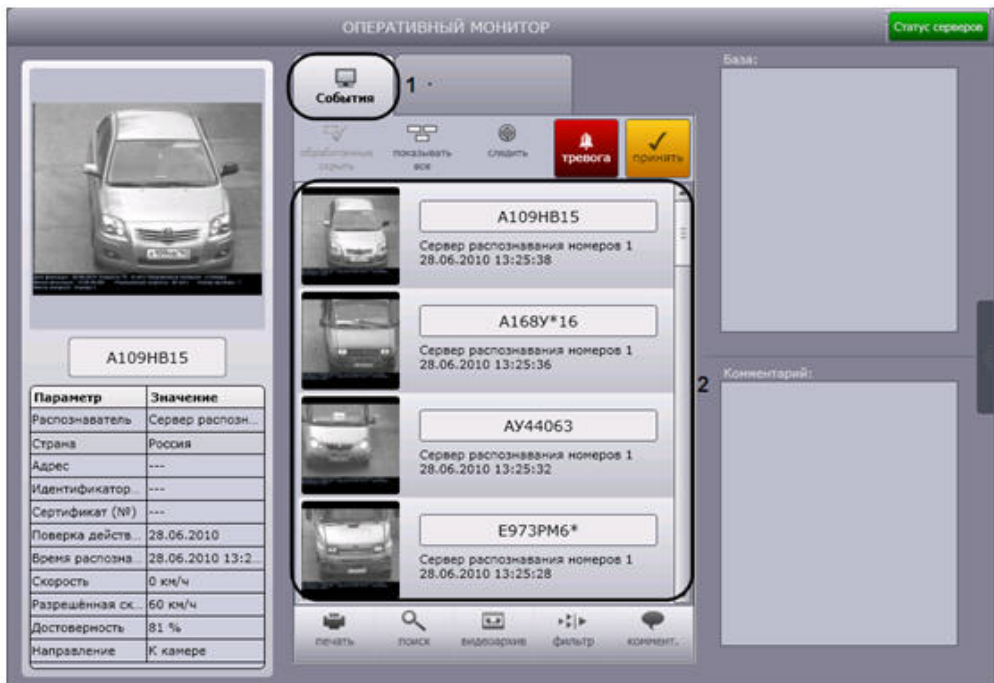 ОПЕРАТИВНЫЙ МОНИТОР
Статус серверов
А109НВ15
Параметр Значение
Распознаватель Сервер распозн...
Страна Россия
Адрес ---
Идентификатор... ---
Сертификат (№) ---
Поверка действ... 28.06.2010
Время распозна... 28.06.2010 13:2...
Скорость 0 км/ч
Разрешённая ск... 60 км/ч
Достоверность 81 %
Направление К камере
События
1
обработанные скрыть
показывать все
следить
тревога
принять
А109НВ15
Сервер распознавания номеров 1
28.06.2010 13:25:38
А168У*16
Сервер распознавания номеров 1
28.06.2010 13:25:36
АУ44063
Сервер распознавания номеров 1
28.06.2010 13:25:32
Е973РМ6*
Сервер распознавания номеров 1
28.06.2010 13:25:28
2
печать
поиск
видеоархив
фильтр
коммент.
База:
Комментарий: